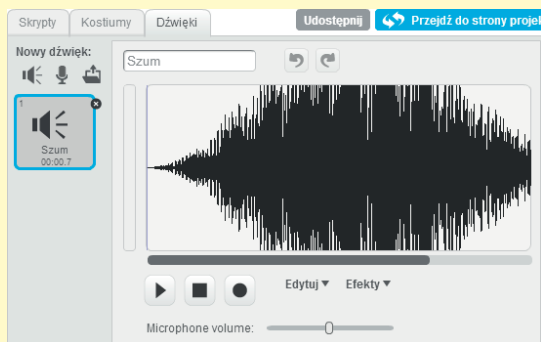 Skrypty Kostiumy Dźwięki Udostępnij Przejdź do strony projek
Nowy dźwięk:
Szum
1
Szum
00:00.7
Edytuj Efekty
Microphone volume: